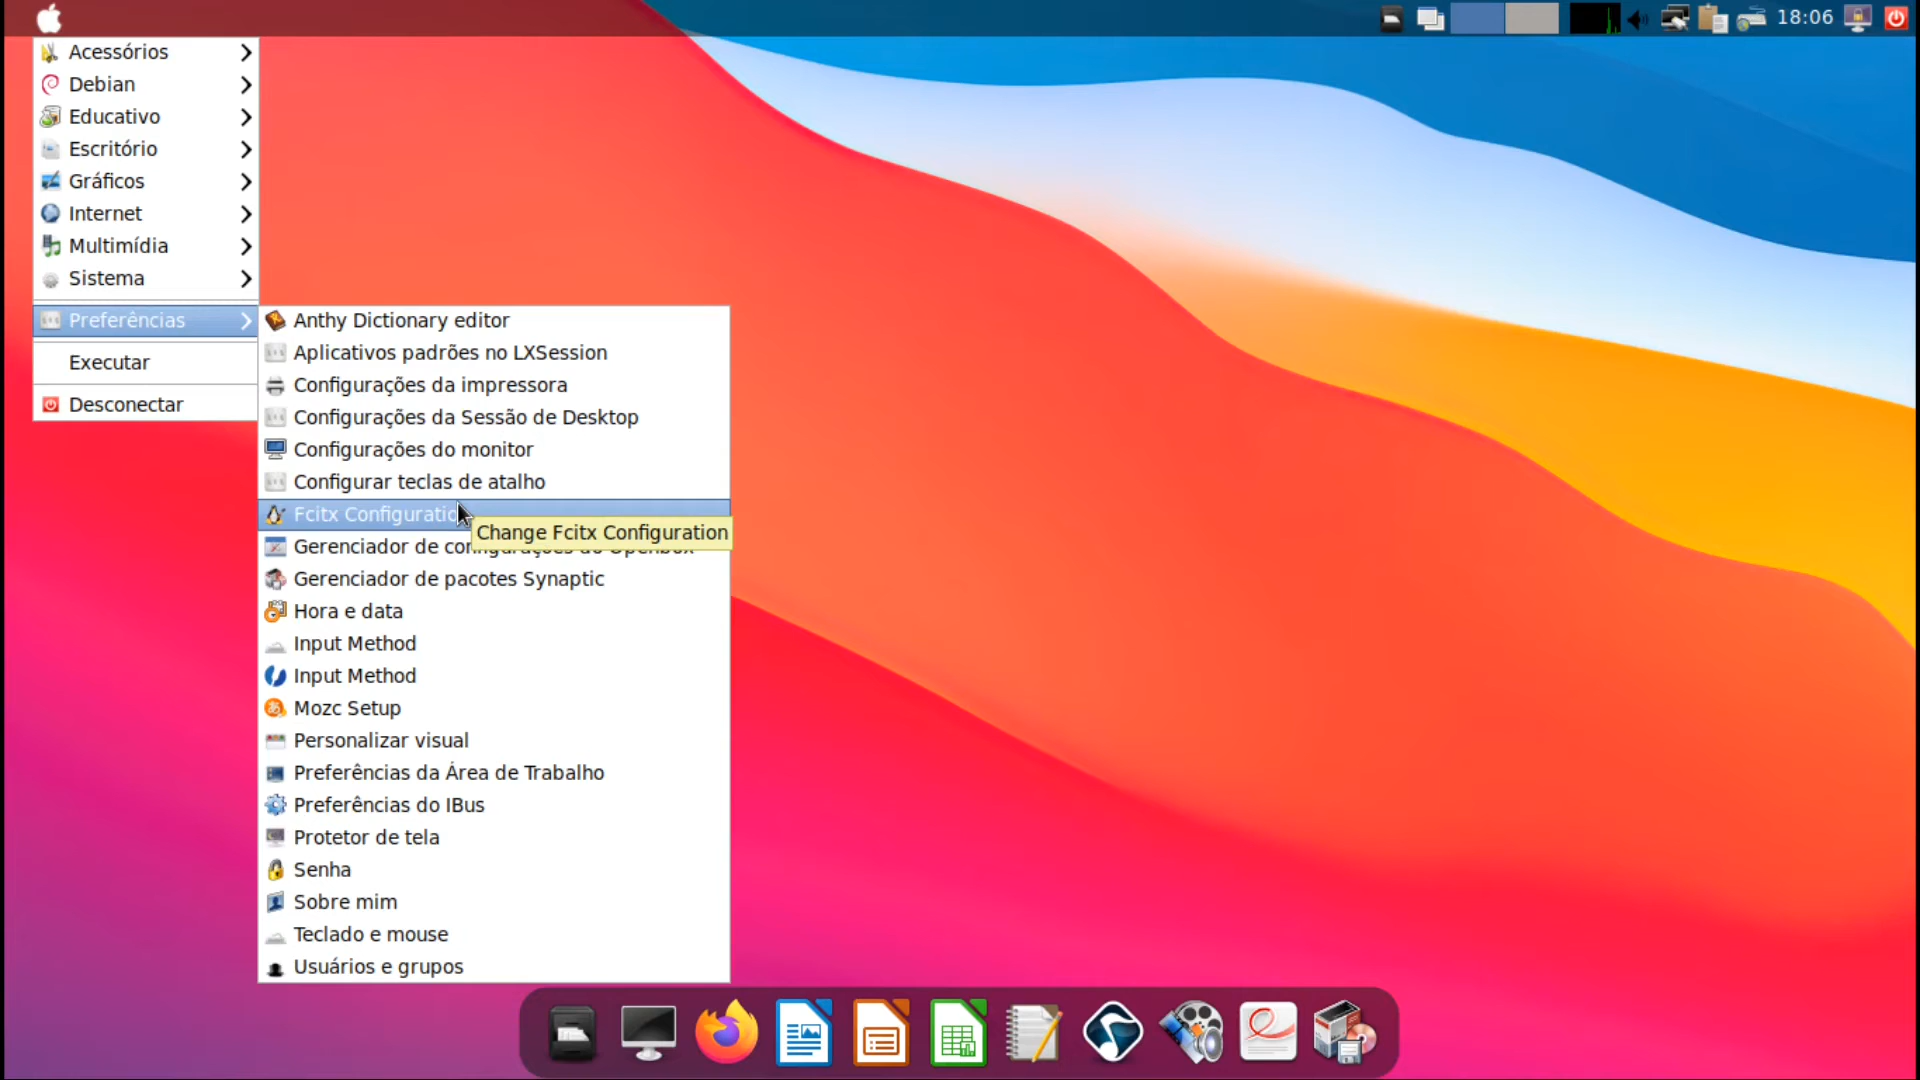 18:06
Acessórios
Debian
Educativo
Escritório
Gráficos
Internet
Multimídia
Sistema
Preferências
Executar
Desconectar
Anthy Dictionary editor
Aplicativos padrões no LXSession
Configurações da impressora
Configurações da Sessão de Desktop
Configurações do monitor
Configurar teclas de atalho
Fcitx Configuratio
Change Fcitx Configuration
Gerenciador de configurações do Openbox
Gerenciador de pacotes Synaptic
Hora e data
Input Method
Input Method
Mozc Setup
Personalizar visual
Preferências da Área de Trabalho
Preferências do IBus
Protetor de tela
Senha
Sobre mim
Teclado e mouse
Usuários e grupos